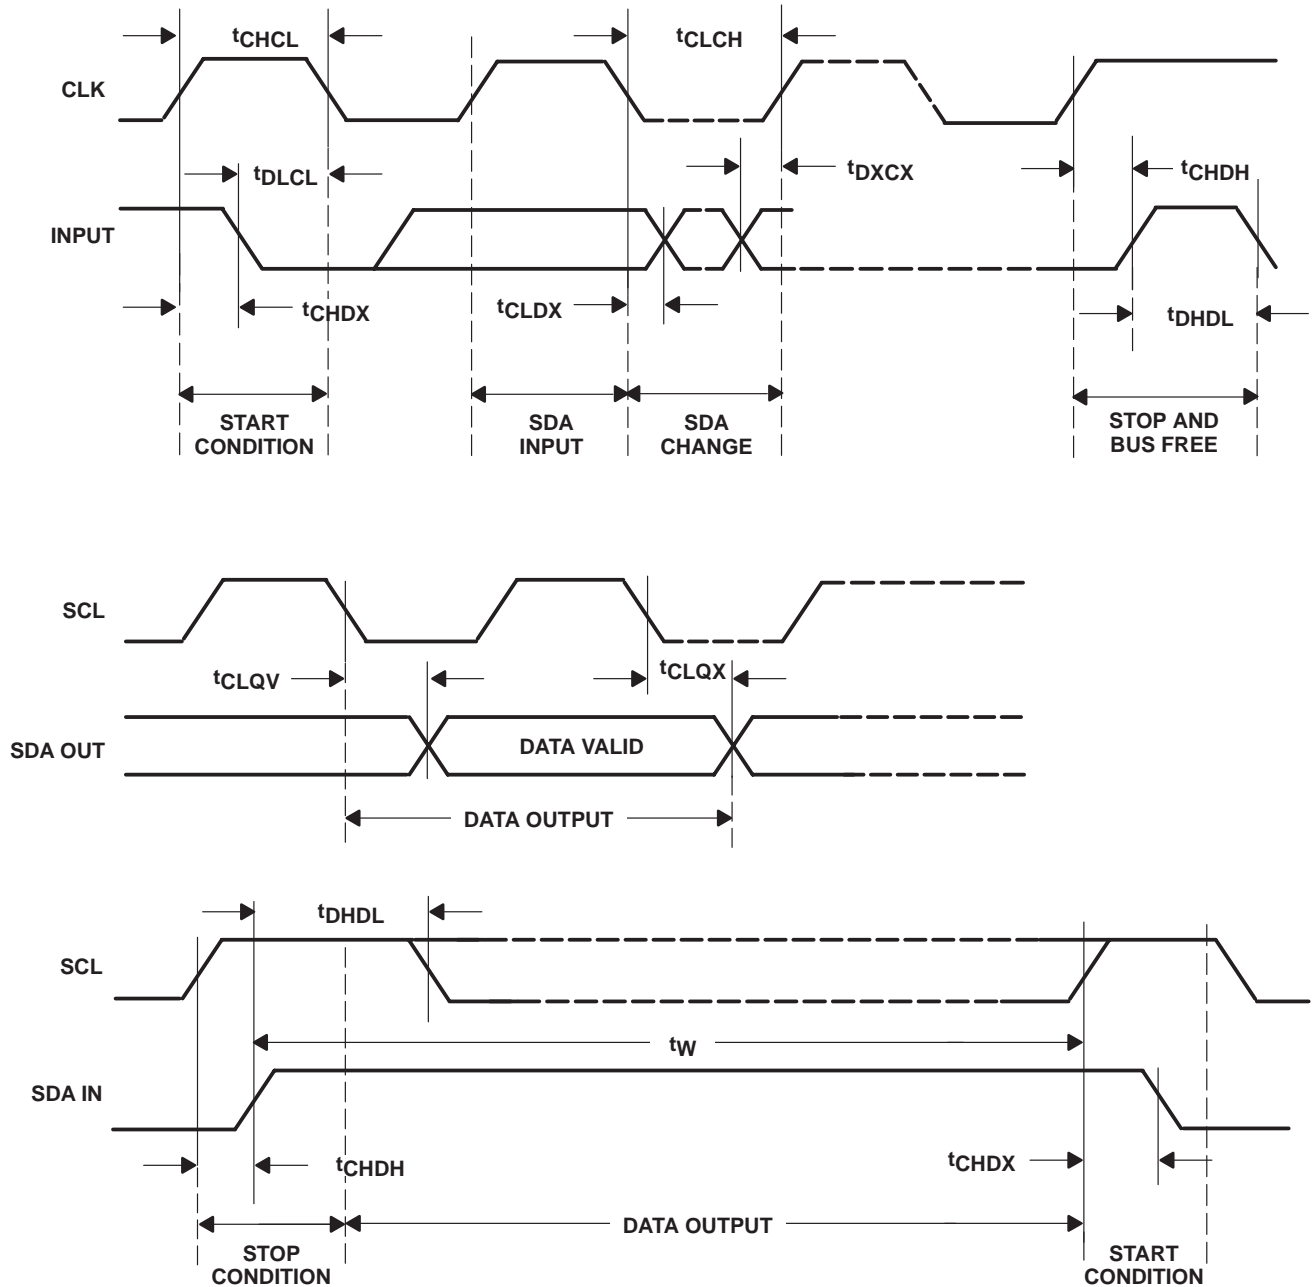 tCHCL
tCLCH
CLK
tDLCL
tDXCX
tCHDH
INPUT
tCHDX
tCLDX
tDHDL
START
CONDITION
SDA
INPUT
SDA
CHANGE
STOP AND
BUS FREE
SCL
tCLQV
tCLQX
SDA OUT
DATA VALID
DATA OUTPUT
tDHDL
SCL
tW
SDA IN
tCHDH
tCHDX
DATA OUTPUT
STOP
CONDITION
START
CONDITION